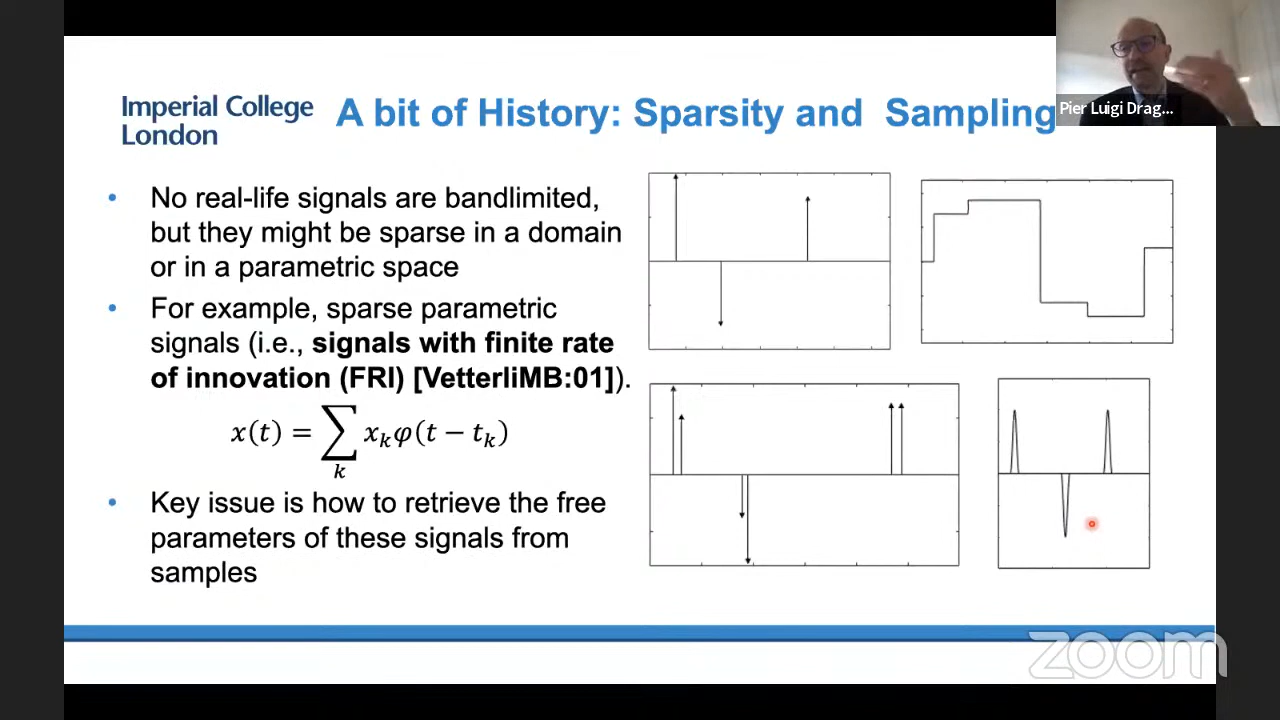 Imperial College
London
A bit of History: Sparsity and Sampling
Pier Luigi Drag...
• No real-life signals are bandlimited,
but they might be sparse in a domain
or in a parametric space
• For example, sparse parametric
signals (i.e., signals with finite rate
of innovation (FRI) [VetterliMB:01]).
x(t) = ∑ₖ xₖφ(t − tₖ)
• Key issue is how to retrieve the free
parameters of these signals from
samples
zoom